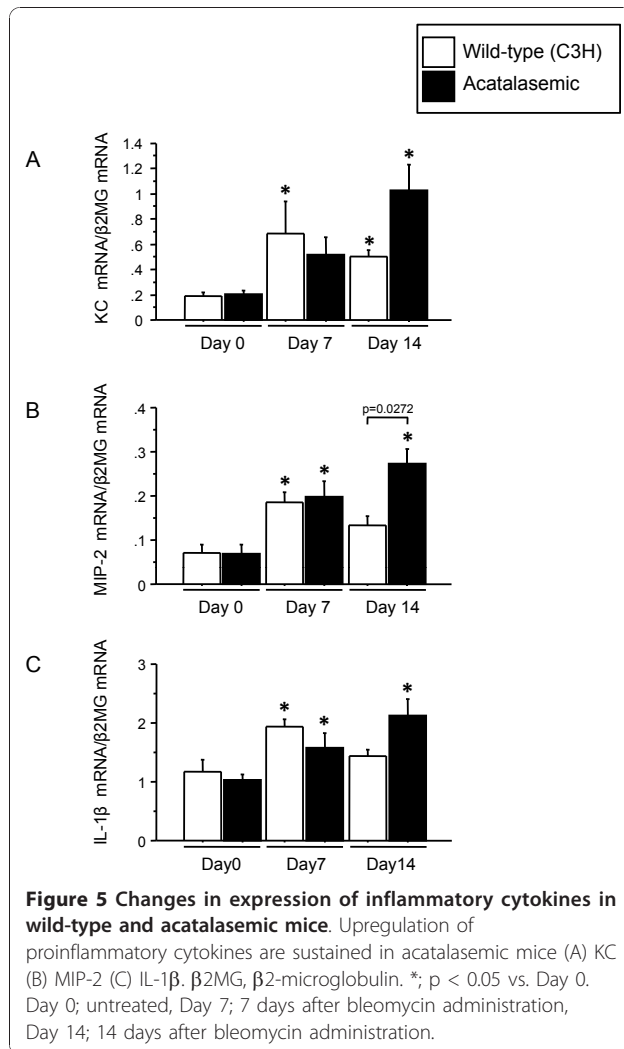 Wild-type (C3H)
Acatalasemic
A
KC mRNA/β2MG mRNA
1.4
1.2
1
.8
.6
.4
.2
0
*
*
*
Day 0
Day 7
Day 14
B
MIP-2 mRNA/β2MG mRNA
.4
.3
.2
.1
0
p=0.0272
*
*
*
Day 0
Day 7
Day 14
C
IL-1β mRNA/β2MG mRNA
3
2
1
0
*
*
*
Day0
Day7
Day14
Figure 5 Changes in expression of inflammatory cytokines in
wild-type and acatalasemic mice. Upregulation of
proinflammatory cytokines are sustained in acatalasemic mice (A) KC
(B) MIP-2 (C) IL-1β. β2MG, β2-microglobulin. *; p < 0.05 vs. Day 0.
Day 0; untreated, Day 7; 7 days after bleomycin administration,
Day 14; 14 days after bleomycin administration.